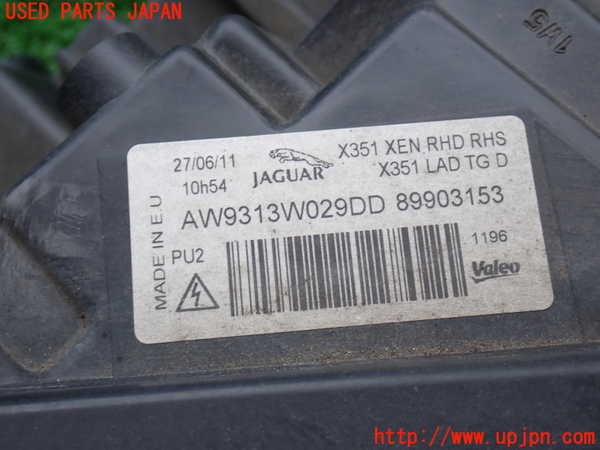 USED PARTS JAPAN
1W5
27/06/11
10h54
JAGUAR
X351 XEN RHD RHS
X351 LAD TG D
AW9313W029DD 89903153
MADE IN E.U
PU2
1196
Valeo
http://www.upjpn.com/